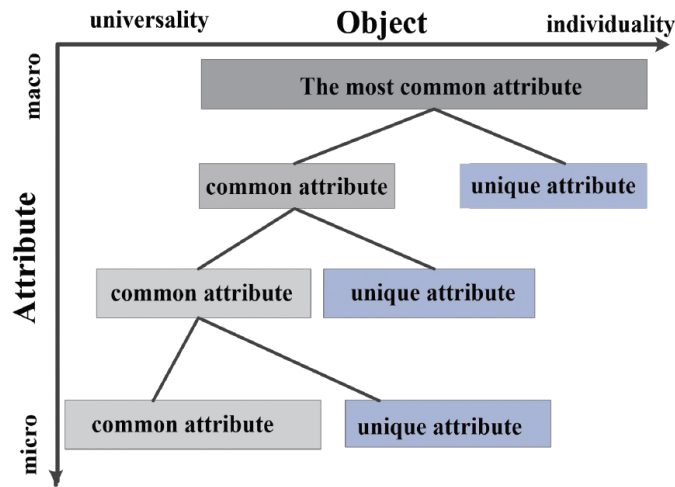 universality
Object
individuality
macro
The most common attribute
common attribute
unique attribute
Attribute
common attribute
unique attribute
common attribute
unique attribute
micro